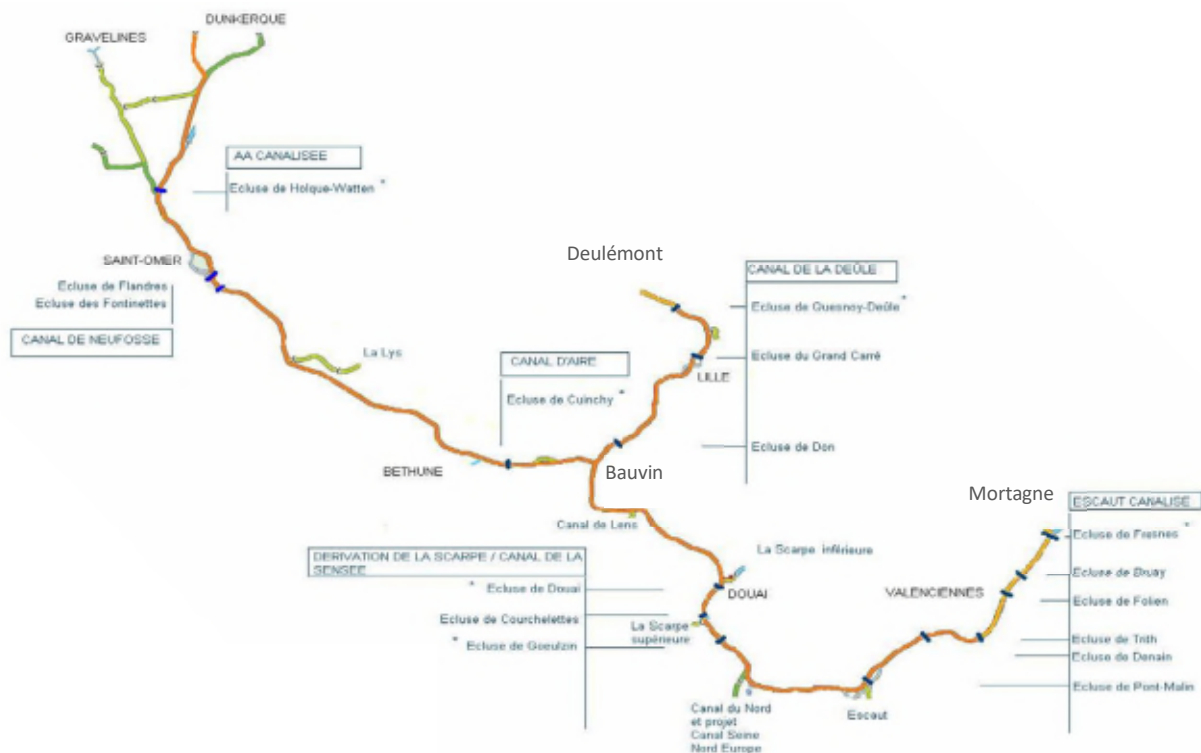 DUNKERQUE
GRAVELINES
AA CANALISEE
Ecluse de Holque-Watten *
SAINT-OMER
Ecluse de Flandres
Ecluse des Fontinettes
CANAL DE NEUFOSSE
La Lys
Deulémont
CANAL DE LA DEÛLE
Ecluse de Quesnoy-Deûle *
Ecluse du Grand Carré
LILLE
Ecluse de Don
CANAL D'AIRE
Ecluse de Cuinchy *
BETHUNE
Bauvin
Canal de Lens
DERIVATION DE LA SCARPE / CANAL DE LA
SENSEE
* Ecluse de Douai
Ecluse de Courchelettes
* Ecluse de Goeulzin
La Scarpe inférieure
DOUAI
La Scarpe
supérieure
Canal du Nord
et projet
Canal Seine
Nord Europe
Escaut
VALENCIENNES
Mortagne
ESCAUT CANALISE
Ecluse de Fresnes *
Ecluse de Bruay
Ecluse de Folien
Ecluse de Trith
Ecluse de Denain
Ecluse de Pont-Malin